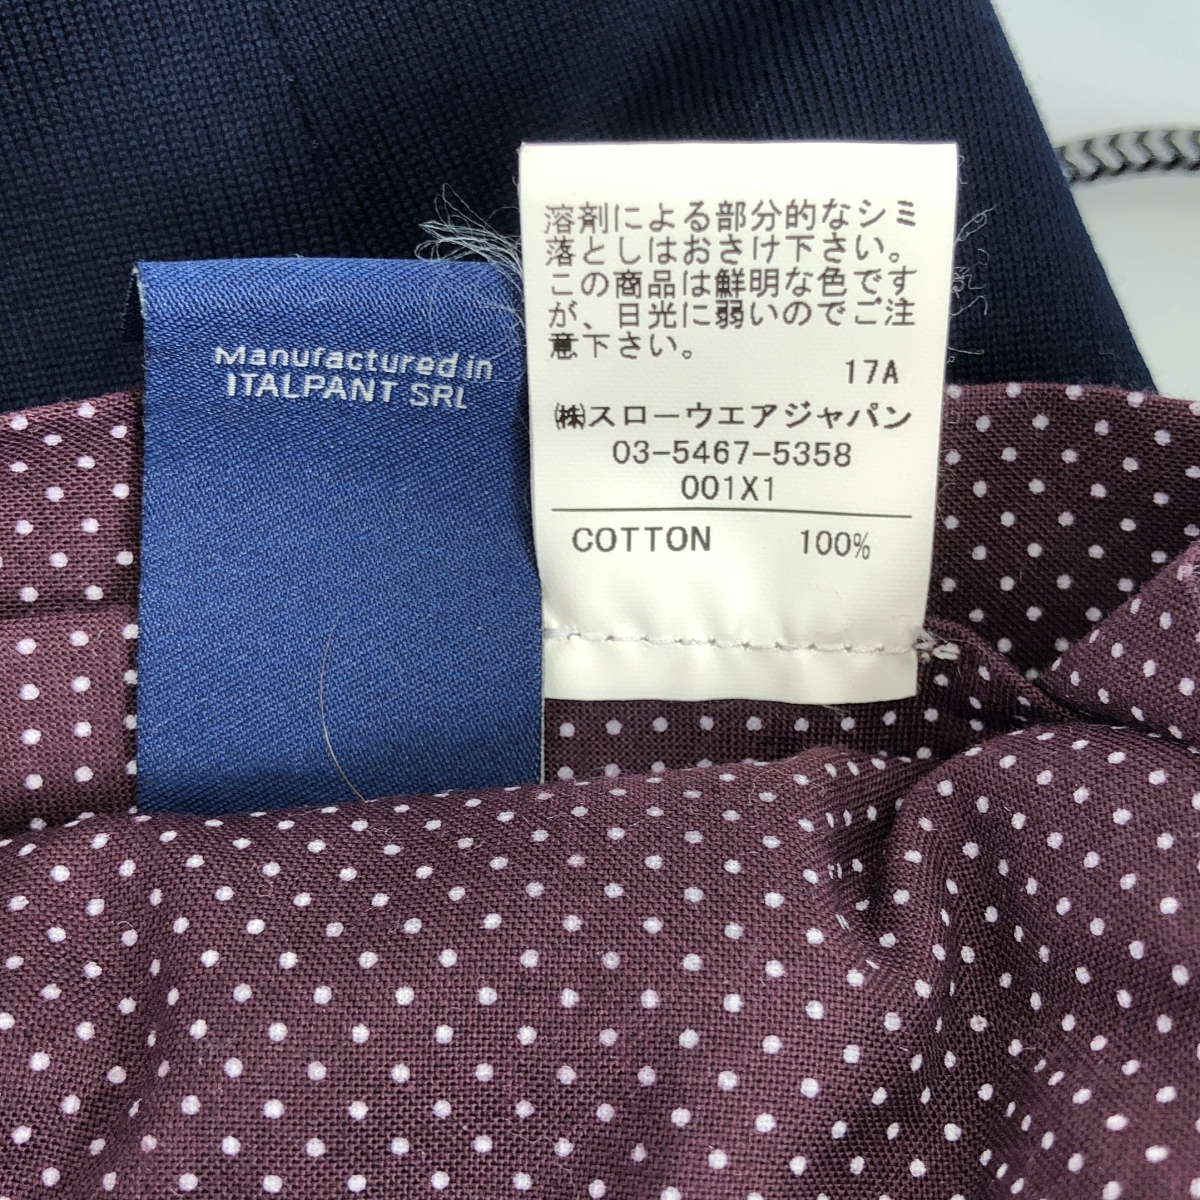 Manufactured in
ITALPANT SRL
溶剤による部分的なシミ
落としはおさけ下さい。
この商品は鮮明な色です
が、日光に弱いのでご注
意下さい。
17A
㈱スローウエアジャパン
03-5467-5358
001X1
COTTON 100%